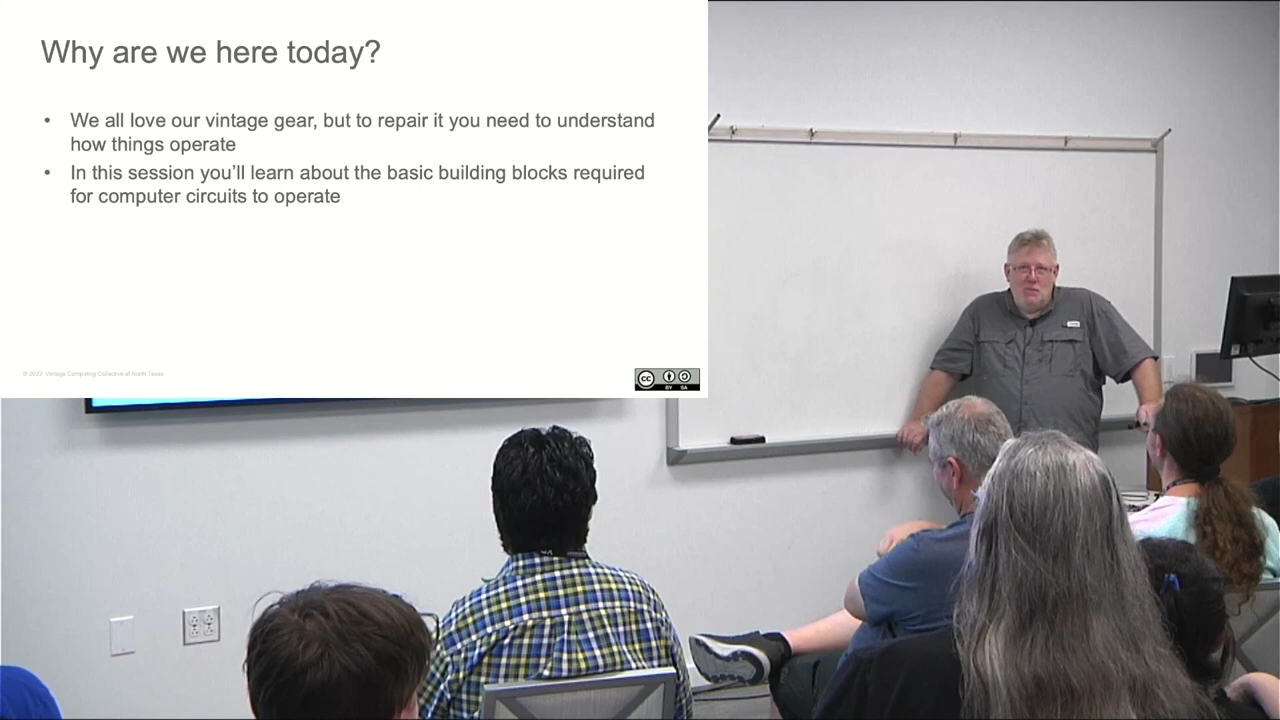 Why are we here today?
• We all love our vintage gear, but to repair it you need to understand
how things operate
• In this session you'll learn about the basic building blocks required
for computer circuits to operate
© 2023 Vintage Computing Collective of North Texas
cc
BY SA